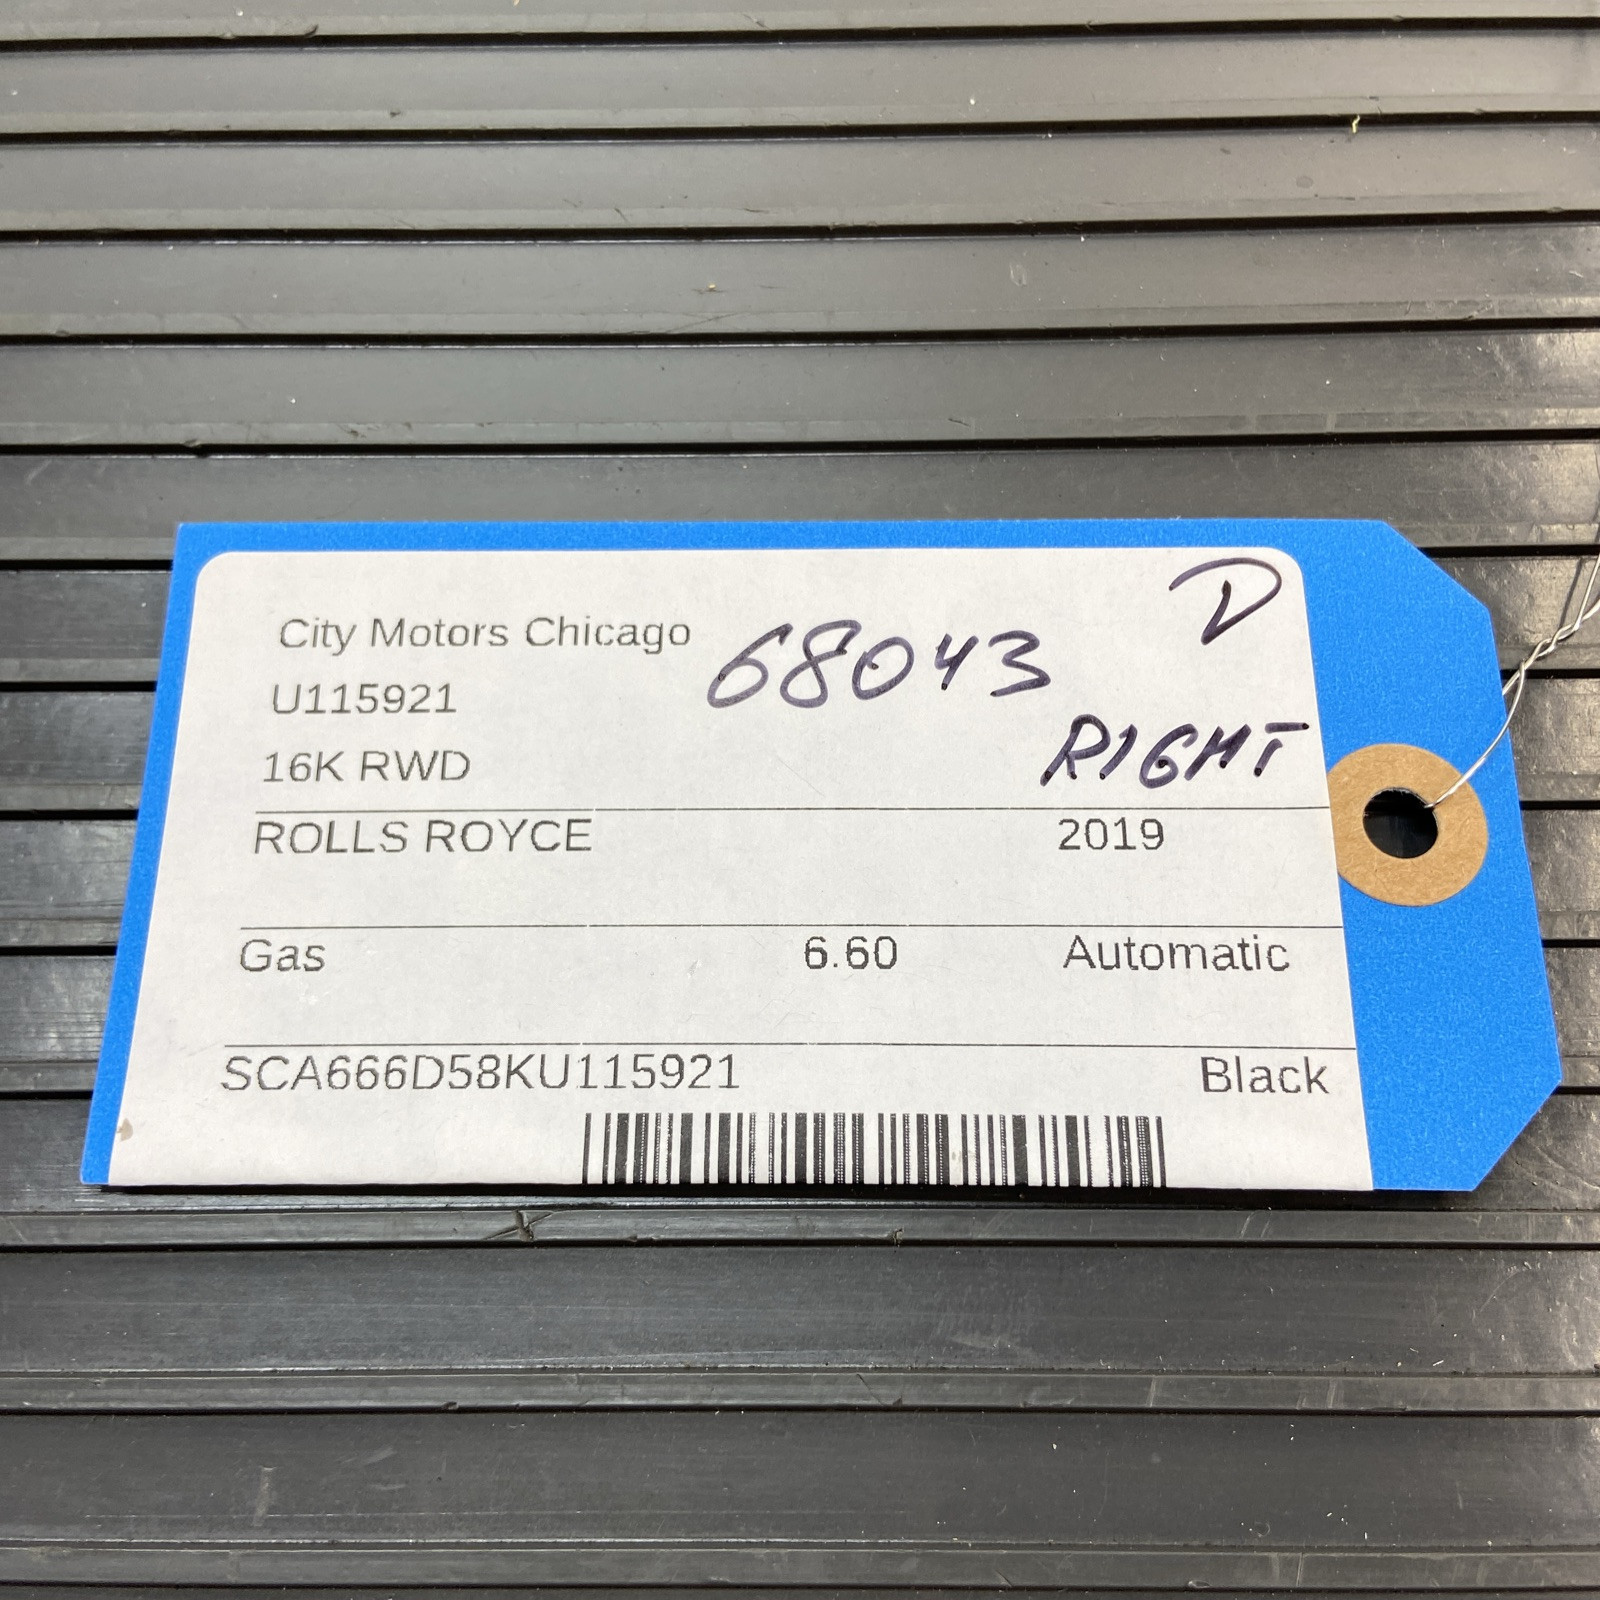 D
City Motors Chicago 68043
U115921
16K RWD RIGHT
ROLLS ROYCE 2019
Gas 6.60 Automatic
SCA666D58KU115921 Black